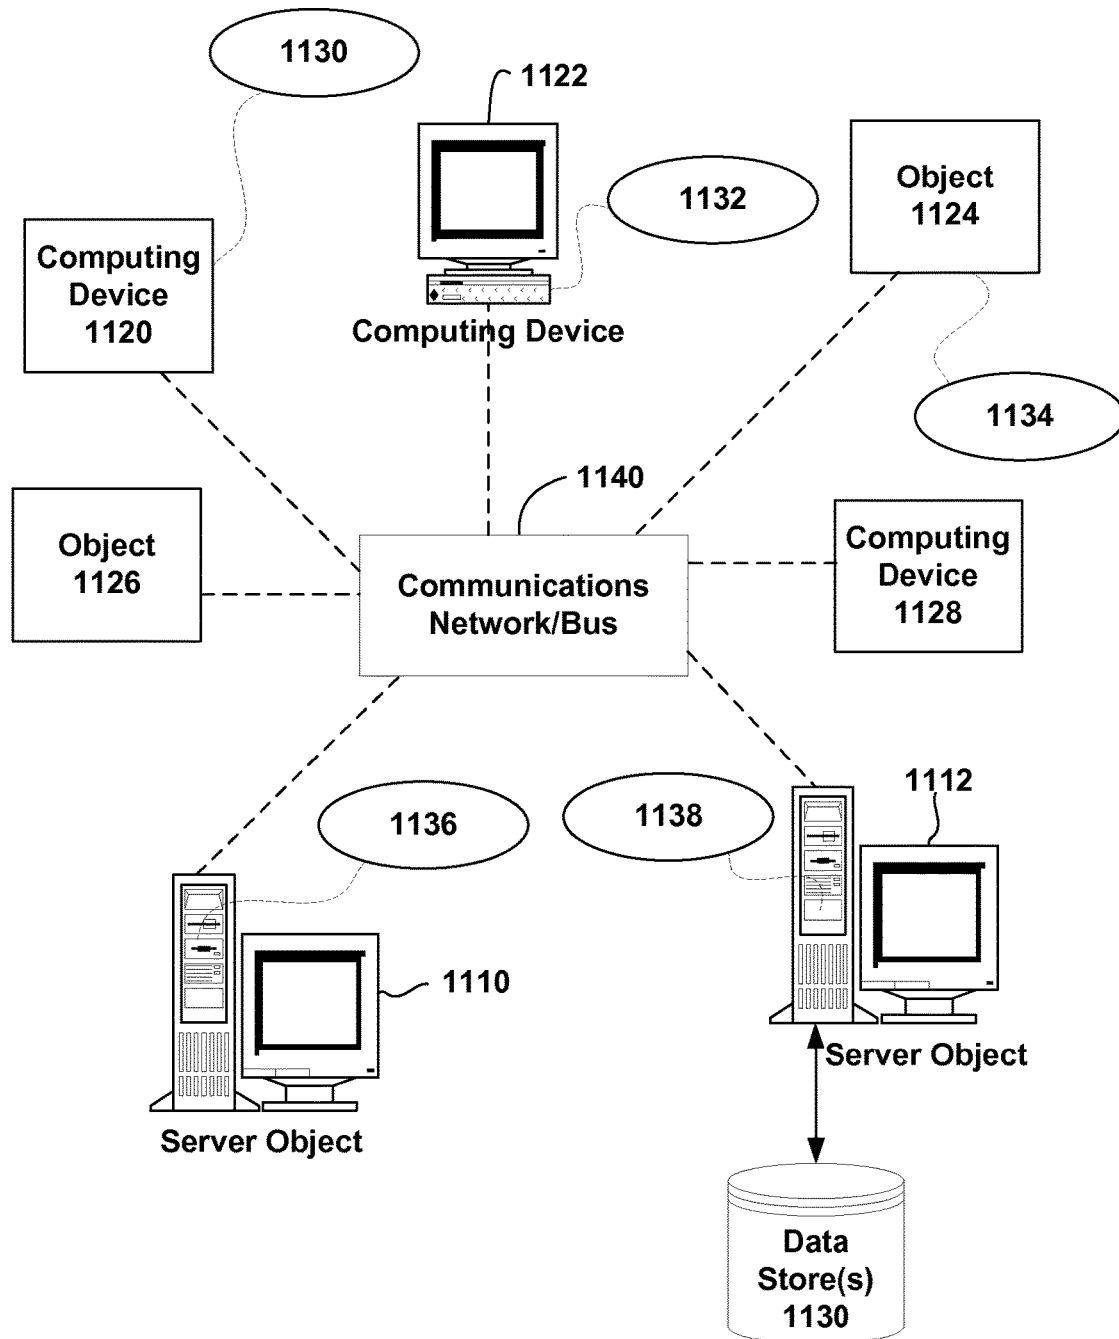 1130
1122
1132
Object
1124
Computing
Device
1120
Computing Device
1134
1140
Object
1126
Communications
Network/Bus
Computing
Device
1128
1136
1138
1112
1110
Server Object
Server Object
Data
Store(s)
1130